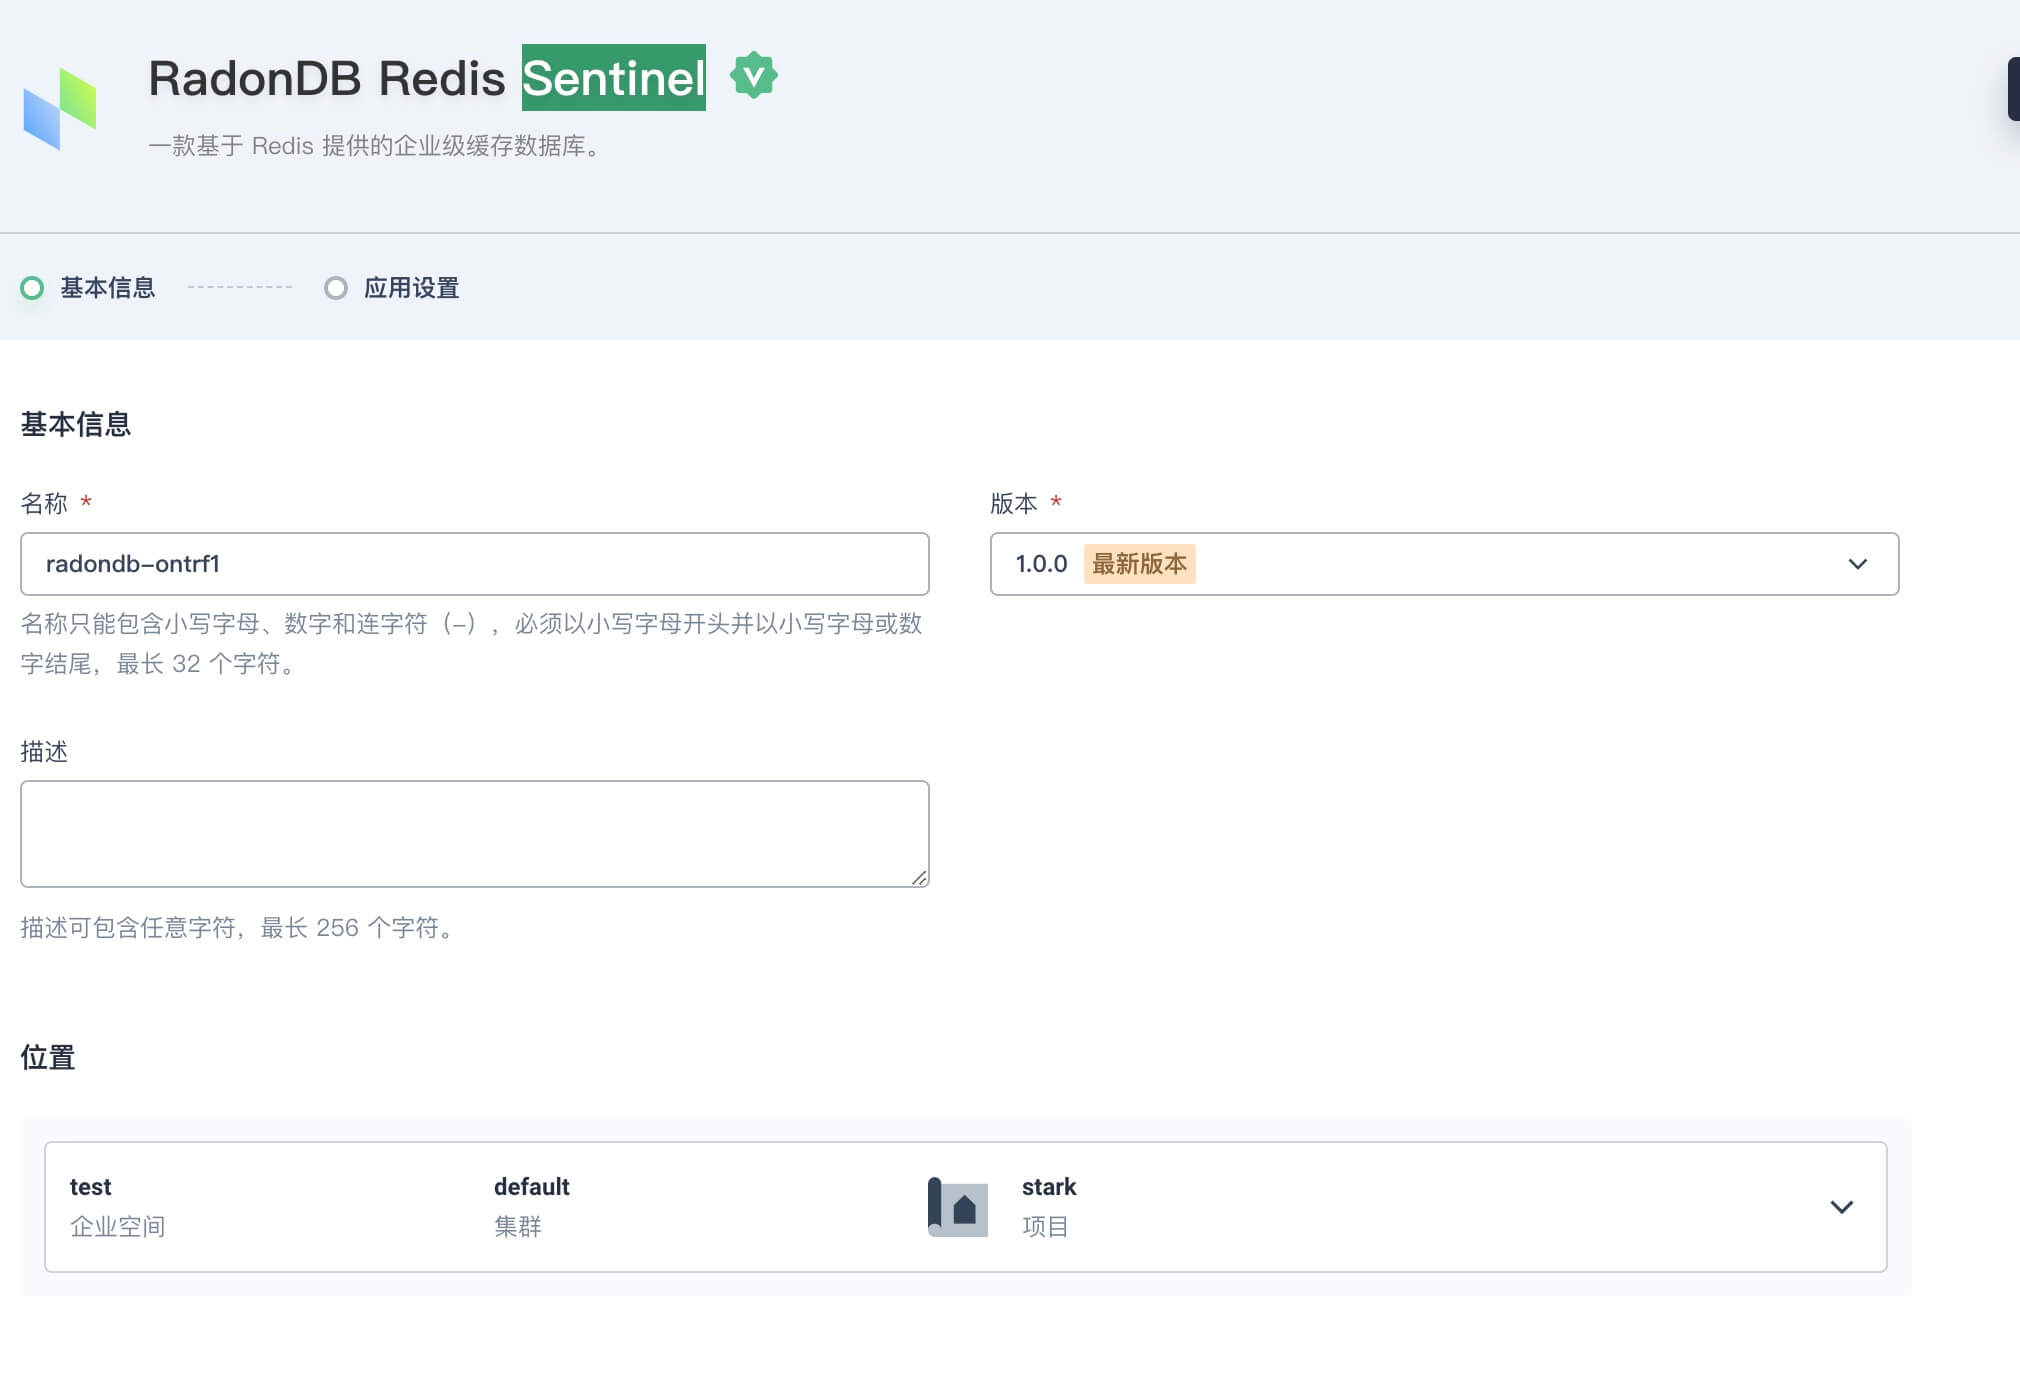 RadonDB Redis Sentinel
一款基于 Redis 提供的企业级缓存数据库。
基本信息 应用设置
基本信息
名称 *
版本 *
radondb-ontrf1
1.0.0 最新版本
名称只能包含小写字母、数字和连字符（-），必须以小写字母开头并以小写字母或数
字结尾，最长 32 个字符。
描述
描述可包含任意字符，最长 256 个字符。
位置
test
企业空间
default
集群
stark
项目